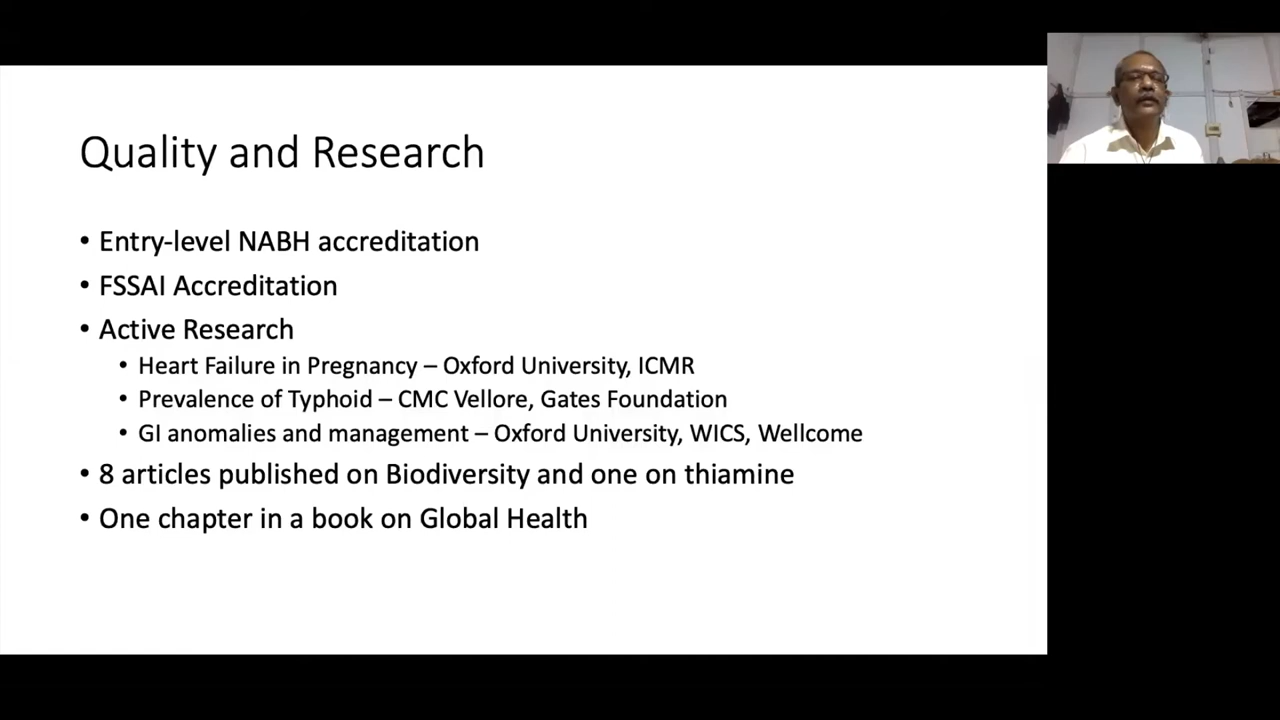 Quality and Research
• Entry-level NABH accreditation
• FSSAI Accreditation
• Active Research
• Heart Failure in Pregnancy – Oxford University, ICMR
• Prevalence of Typhoid – CMC Vellore, Gates Foundation
• GI anomalies and management – Oxford University, WICS, Wellcome
• 8 articles published on Biodiversity and one on thiamine
• One chapter in a book on Global Health